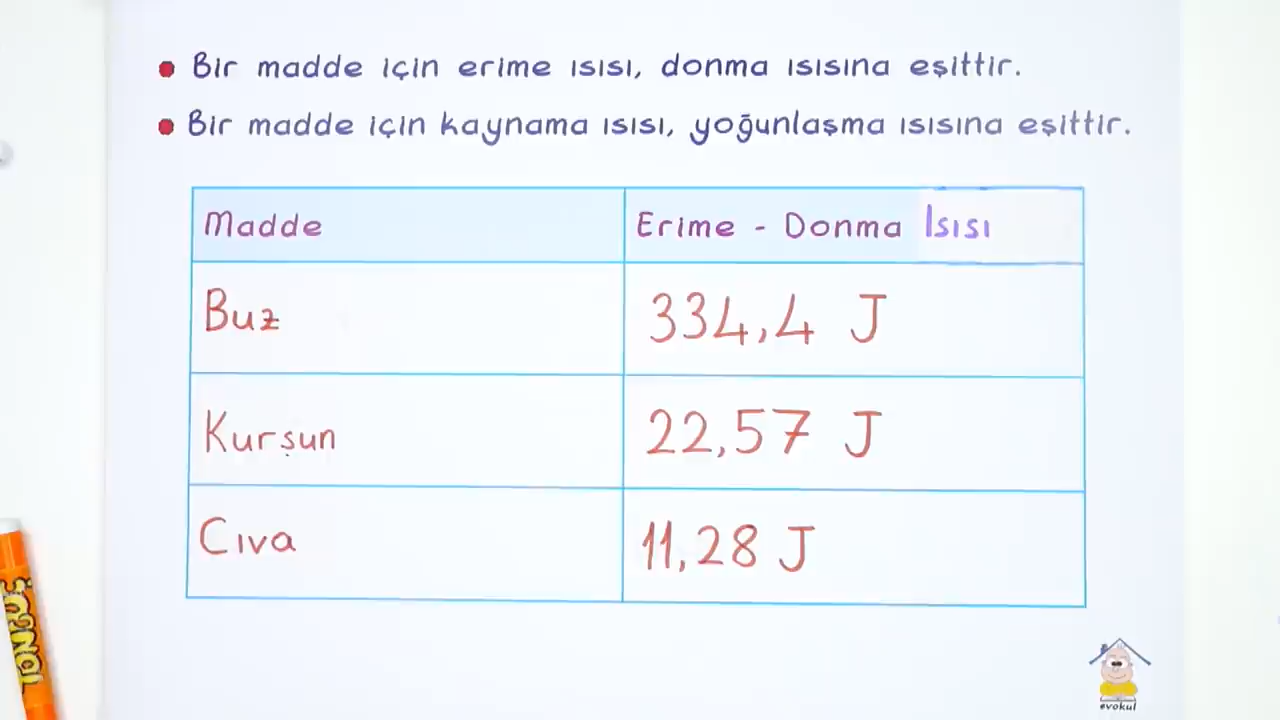 Bir madde için erime ısısı, donma ısısına eşittir.
Bir madde için kaynama ısısı, yoğunlaşma ısısına eşittir.
Madde Erime - Donma Isısı
Buz 334,4 J
Kurşun 22,57 J
Cıva 11,28 J
evokul